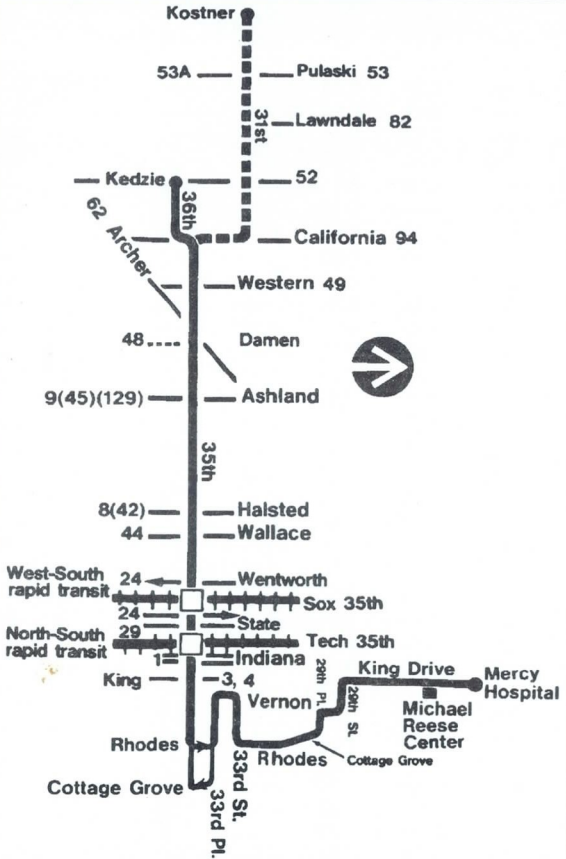 Kostner
53A Pulaski 53
31st
Lawndale 82
Kedzie 52
36th
62 Archer
California 94
Western 49
48 Damen
9(45)(129) Ashland
35th
8(42) Halsted
44 Wallace
West-South
rapid transit
24 Wentworth
Sox 35th
24 State
29
North-South
rapid transit
Tech 35th
1 Indiana
King 3, 4
Vernon
29th Pl.
29th St.
King Drive
Mercy
Hospital
Michael
Reese
Center
Rhodes
33rd St.
Rhodes
Cottage Grove
Cottage Grove
33rd Pl.